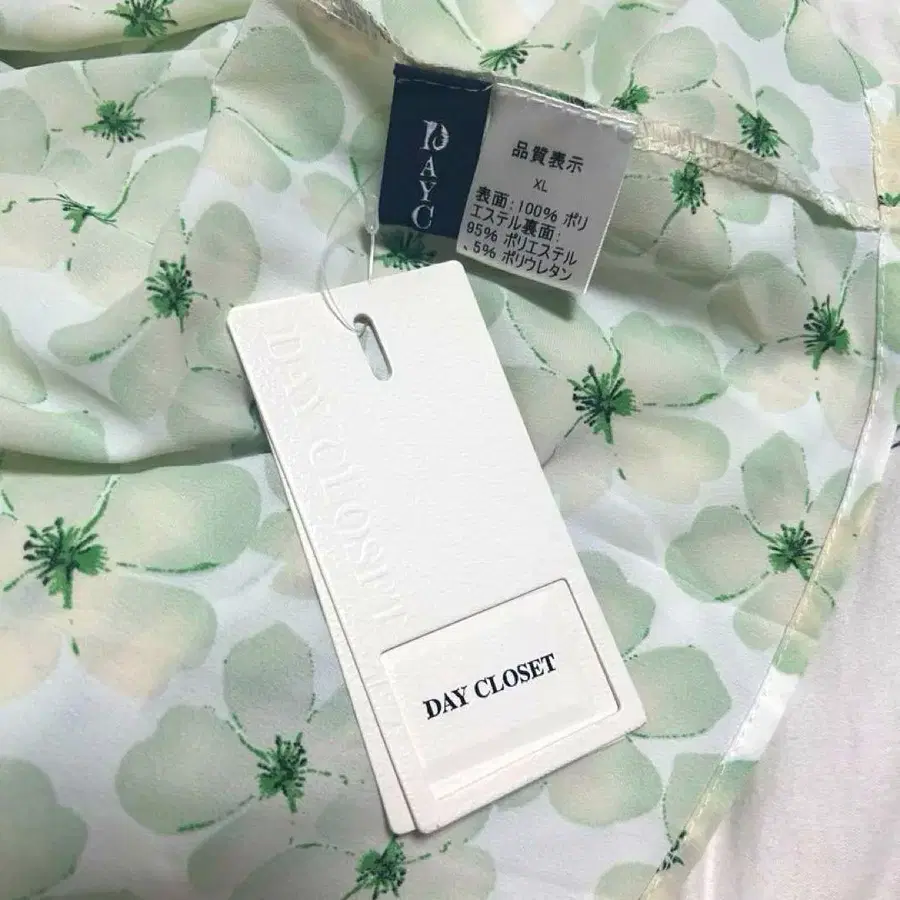 DAYC
品質表示
XL
表面:100% ポリ
エステル裏面:
95% ポリエステル
、5% ポリウレタン
DAY CLOSET
DAY CLOSET